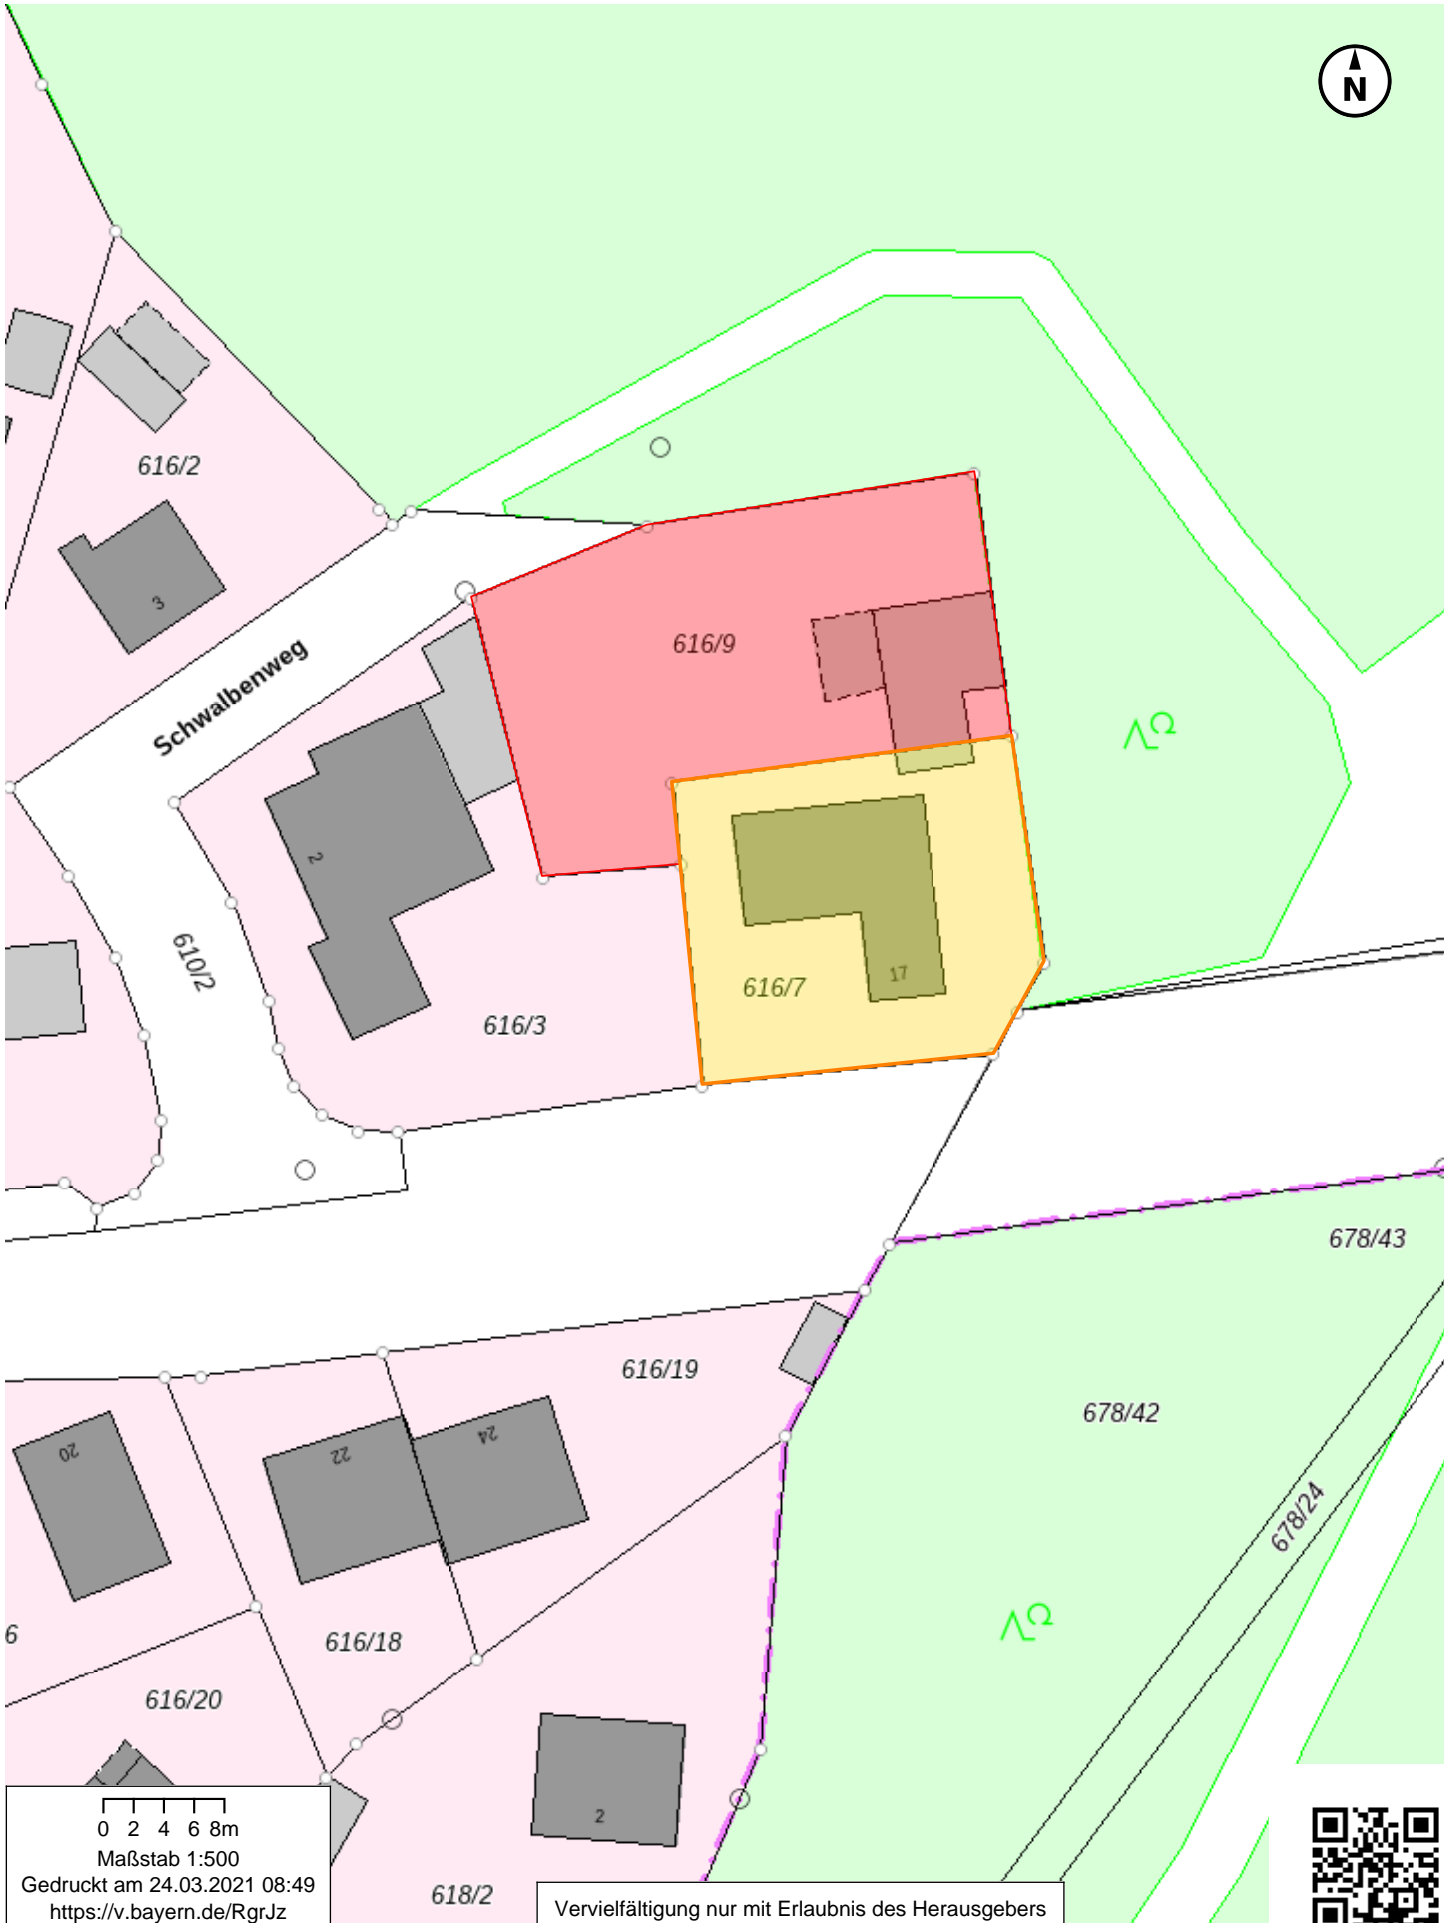 N
616/2
3
Schwalbenweg
616/9
2
610/2
17
616/7
616/3
678/43
616/19
678/42
20
22
24
678/24
6
616/18
616/20
2
0 2 4 6 8m
Maßstab 1:500
Gedruckt am 24.03.2021 08:49
https://v.bayern.de/RgrJz
618/2
Vervielfältigung nur mit Erlaubnis des Herausgebers